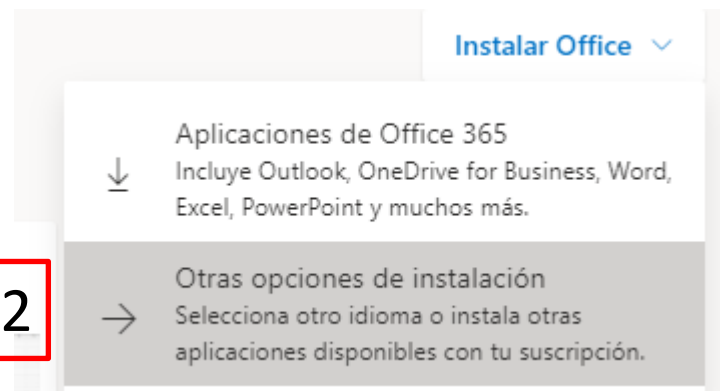 Instalar Office
Aplicaciones de Office 365
Incluye Outlook, OneDrive for Business, Word,
Excel, PowerPoint y muchos más.
2
Otras opciones de instalación
Selecciona otro idioma o instala otras
aplicaciones disponibles con tu suscripción.